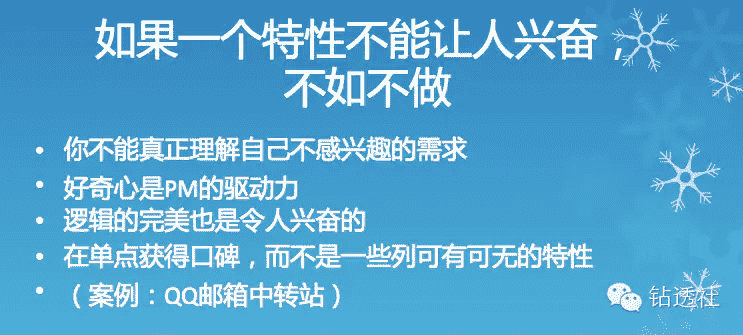 如果一个特性不能让人兴奋，
不如不做
• 你不能真正理解自己不感兴趣的需求
• 好奇心是PM的驱动力
• 逻辑的完美也是令人兴奋的
• 在单点获得口碑，而不是一些列可有可无的特性
• （案例：QQ邮箱中转站）
钻透社